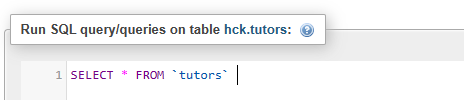 Run SQL query/queries on table hck.tutors:
1 SELECT * FROM `tutors`